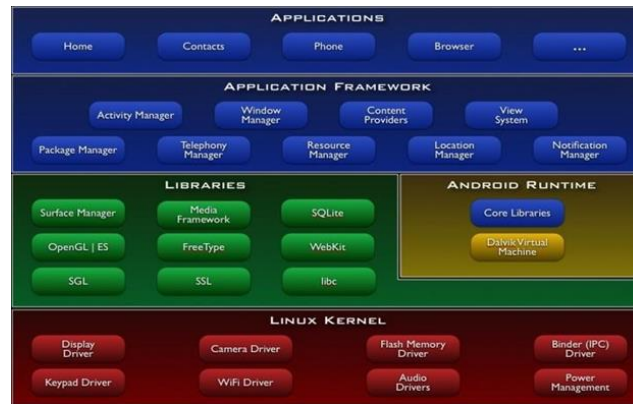 APPLICATIONS
Home
Contacts
Phone
Browser
...
APPLICATION FRAMEWORK
Activity Manager
Window
Manager
Content
Providers
View
System
Package Manager
Telephony
Manager
Resource
Manager
Location
Manager
Notification
Manager
LIBRARIES
Surface Manager
Media
Framework
SQLite
OpenGL | ES
FreeType
WebKit
SGL
SSL
libc
ANDROID RUNTIME
Core Libraries
Dalvik Virtual
Machine
LINUX KERNEL
Display
Driver
Camera Driver
Flash Memory
Driver
Binder (IPC)
Driver
Keypad Driver
WiFi Driver
Audio
Drivers
Power
Management